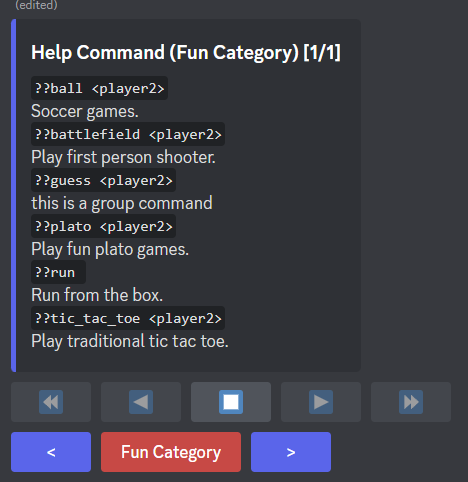 (edited)
Help Command (Fun Category) [1/1]
??ball <player2>
Soccer games.
??battlefield <player2>
Play first person shooter.
??guess <player2>
this is a group command
??plato <player2>
Play fun plato games.
??run
Run from the box.
??tic_tac_toe <player2>
Play traditional tic tac toe.
< Fun Category >